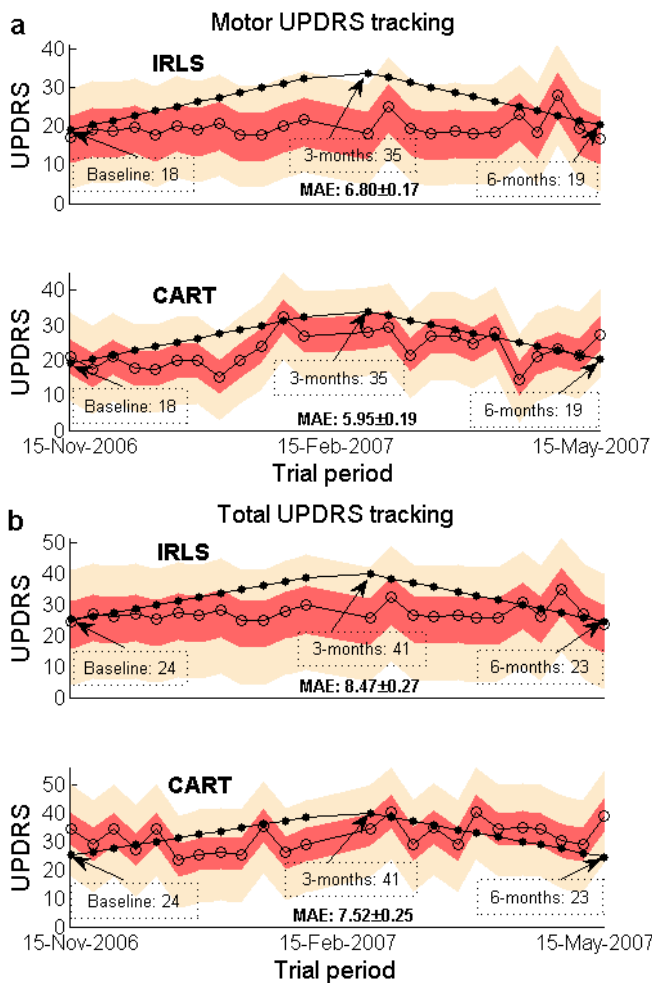 a
Motor UPDRS tracking
IRLS
UPDRS
40
30
20
10
0
Baseline: 18
3-months: 35
6-months: 19
MAE: 6.80±0.17
CART
UPDRS
40
30
20
10
0
Baseline: 18
3-months: 35
6-months: 19
MAE: 5.95±0.19
15-Nov-2006 15-Feb-2007 15-May-2007
Trial period
b
Total UPDRS tracking
IRLS
UPDRS
50
40
30
20
10
0
Baseline: 24
3-months: 41
6-months: 23
MAE: 8.47±0.27
CART
UPDRS
50
40
30
20
10
0
Baseline: 24
3-months: 41
6-months: 23
MAE: 7.52±0.25
15-Nov-2006 15-Feb-2007 15-May-2007
Trial period